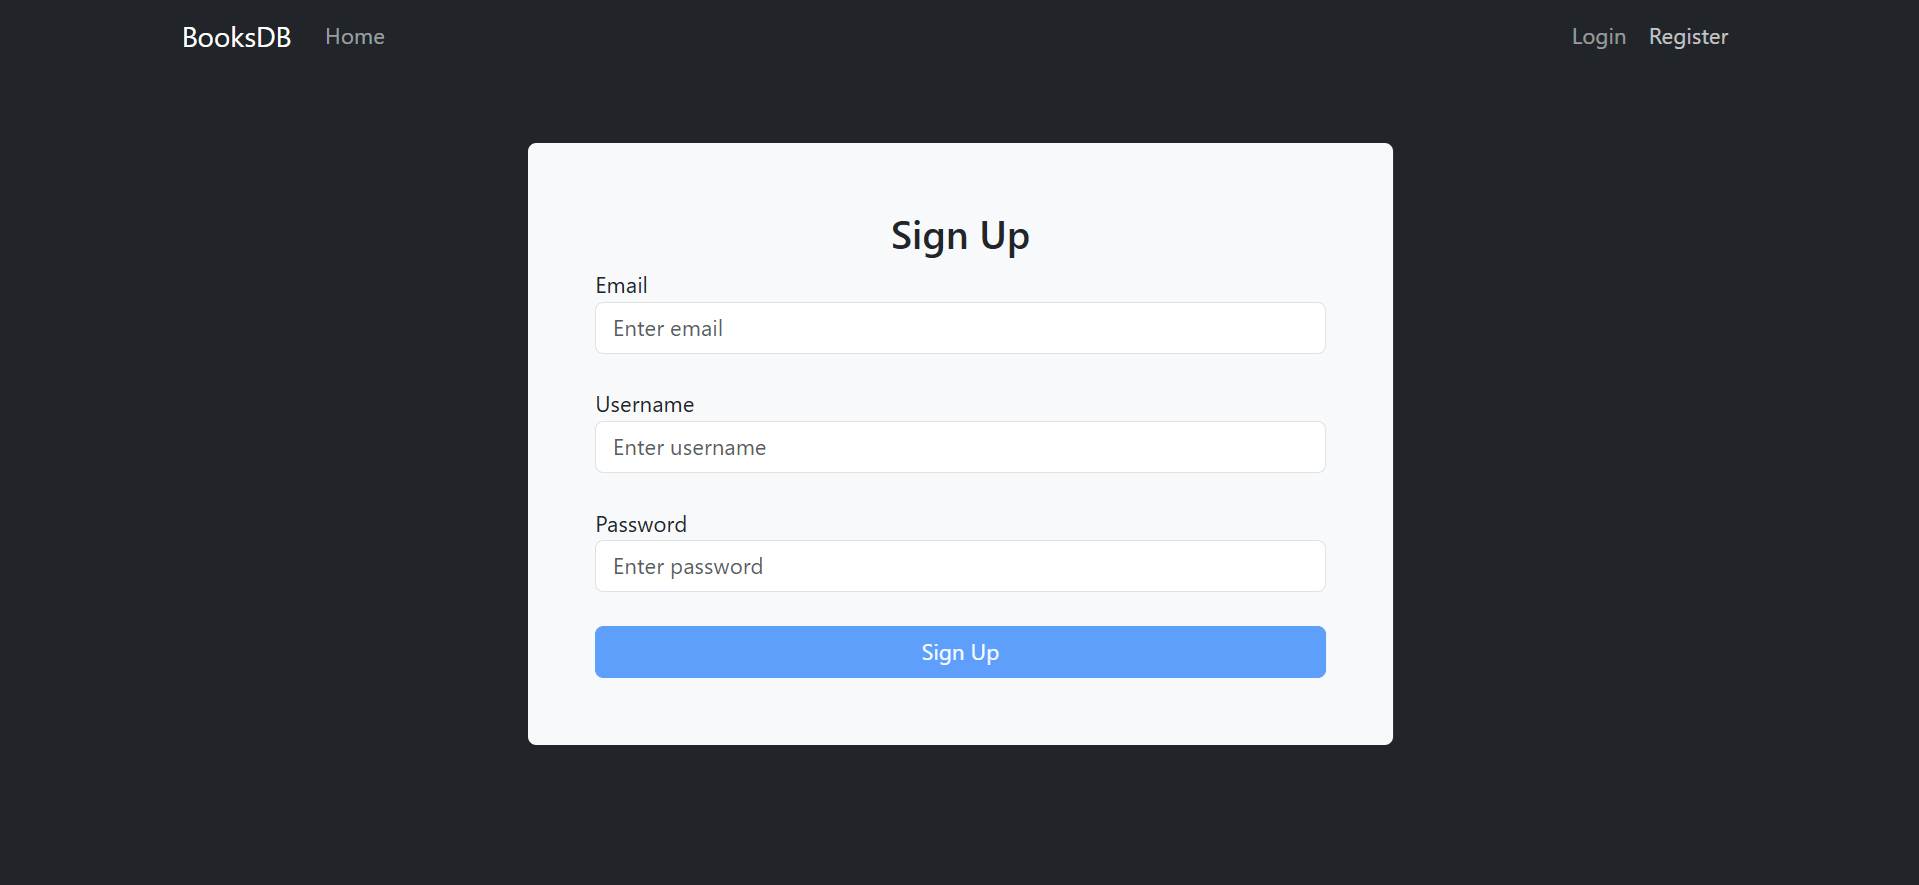 BooksDB Home Login Register
Sign Up
Email
Enter email
Username
Enter username
Password
Enter password
Sign Up